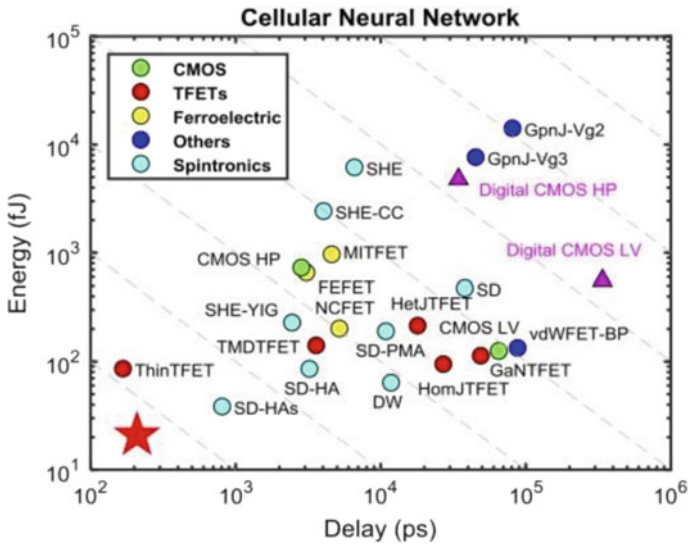 Cellular Neural Network
10^5
10^4
10^3
10^2
10^1
Energy (fJ)
CMOS
TFETs
Ferroelectric
Others
Spintronics
GpnJ-Vg2
GpnJ-Vg3
SHE
Digital CMOS HP
SHE-CC
Digital CMOS LV
CMOS HP
MITFET
FEFET
SD
SHE-YIG
NCFET
HetJTFET
CMOS LV
vdWFET-BP
TMDTFET
SD-PMA
ThinTFET
GaNTFET
SD-HA
HomJTFET
DW
SD-HAs
10^2 10^3 10^4 10^5 10^6
Delay (ps)